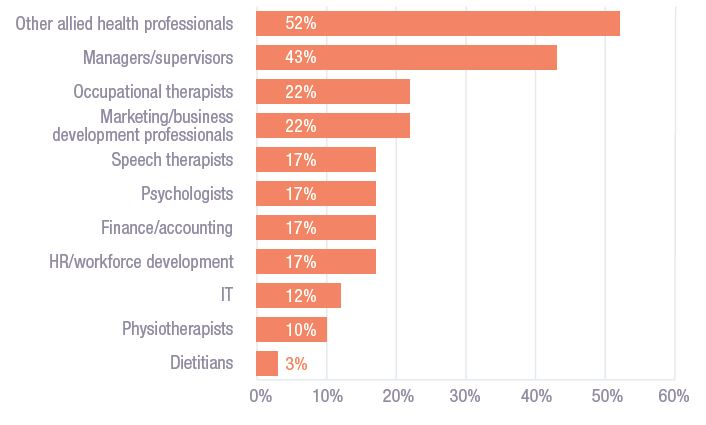 Other allied health professionals 52%
Managers/supervisors 43%
Occupational therapists 22%
Marketing/business
development professionals 22%
Speech therapists 17%
Psychologists 17%
Finance/accounting 17%
HR/workforce development 17%
IT 12%
Physiotherapists 10%
Dietitians 3%
0% 10% 20% 30% 40% 50% 60%